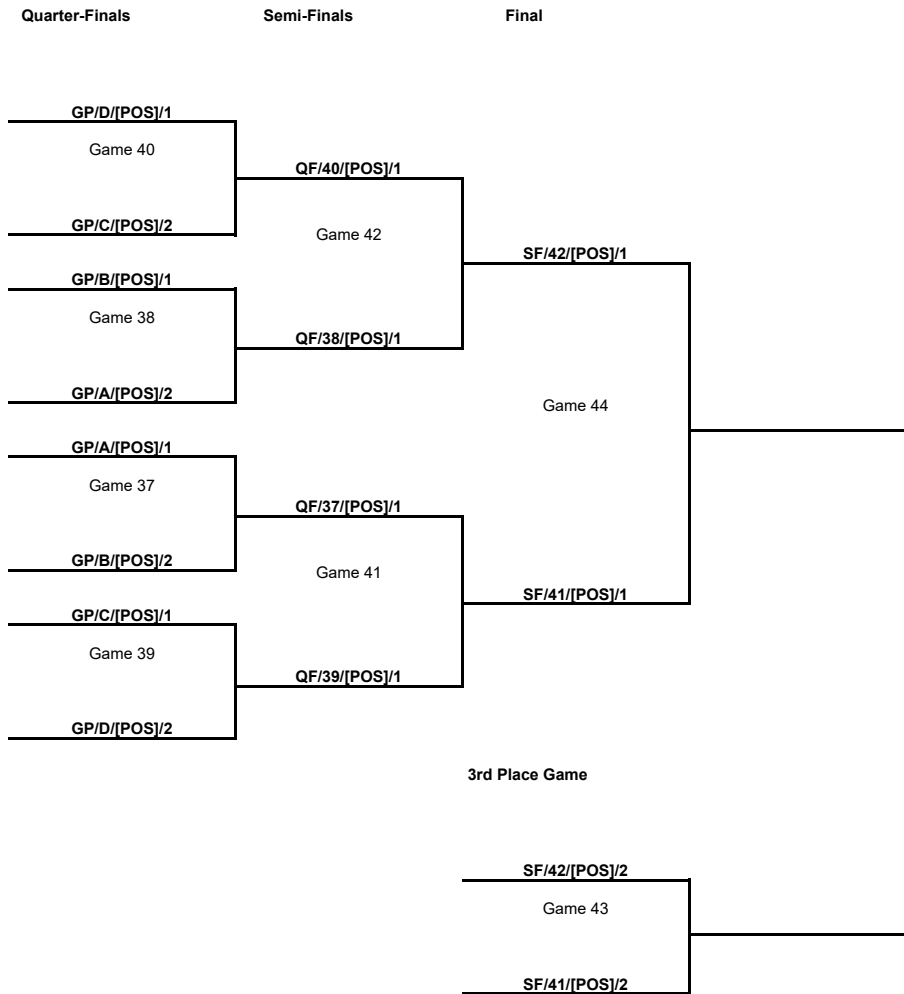 Quarter-Finals Semi-Finals Final
GP/D/[POS]/1
Game 40
QF/40/[POS]/1
GP/C/[POS]/2
Game 42
SF/42/[POS]/1
GP/B/[POS]/1
Game 38
QF/38/[POS]/1
GP/A/[POS]/2
Game 44
GP/A/[POS]/1
Game 37
QF/37/[POS]/1
GP/B/[POS]/2
Game 41
SF/41/[POS]/1
GP/C/[POS]/1
Game 39
QF/39/[POS]/1
GP/D/[POS]/2
3rd Place Game
SF/42/[POS]/2
Game 43
SF/41/[POS]/2